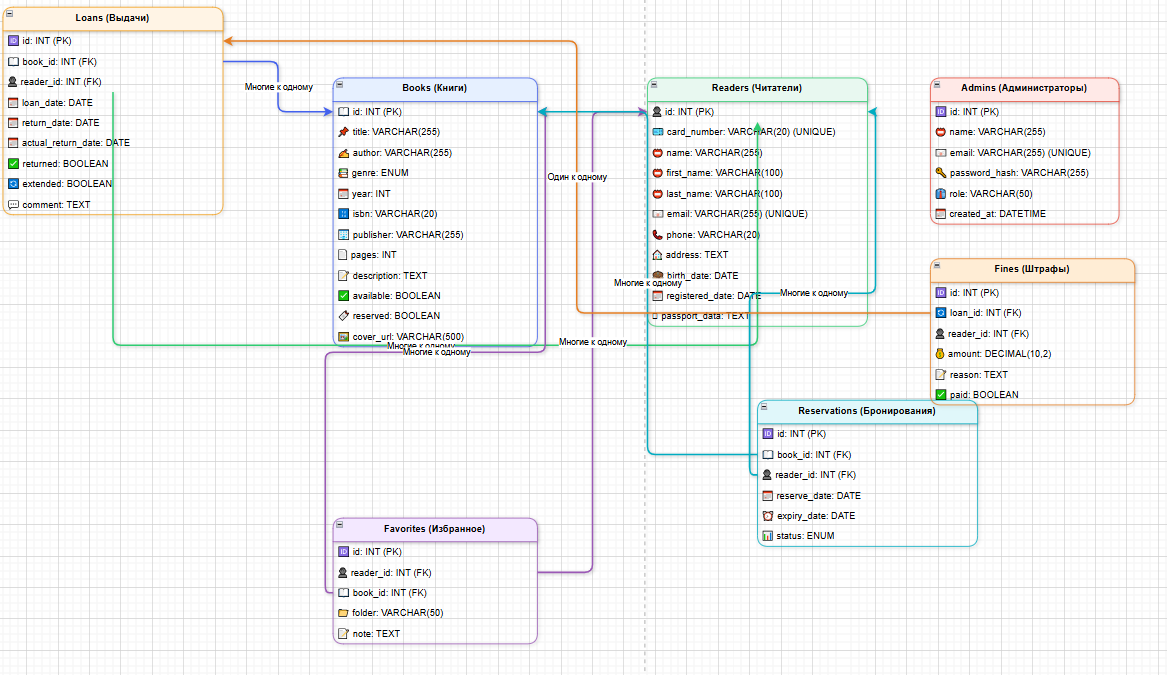 Loans (Выдачи)
id: INT (PK)
book_id: INT (FK)
reader_id: INT (FK)
loan_date: DATE
return_date: DATE
actual_return_date: DATE
returned: BOOLEAN
extended: BOOLEAN
comment: TEXT
Многие к одному
Books (Книги)
id: INT (PK)
title: VARCHAR(255)
author: VARCHAR(255)
genre: ENUM
year: INT
isbn: VARCHAR(20)
publisher: VARCHAR(255)
pages: INT
description: TEXT
available: BOOLEAN
reserved: BOOLEAN
cover_url: VARCHAR(500)
Многие к одному
Многие к одному
Один к одному
Многие к одному
Многие к одному
Readers (Читатели)
id: INT (PK)
card_number: VARCHAR(20) (UNIQUE)
name: VARCHAR(255)
first_name: VARCHAR(100)
last_name: VARCHAR(100)
email: VARCHAR(255) (UNIQUE)
phone: VARCHAR(20)
address: TEXT
birth_date: DATE
registered_date: DATE
passport_data: TEXT
Многие к одному
Admins (Администраторы)
ID id: INT (PK)
name: VARCHAR(255)
email: VARCHAR(255) (UNIQUE)
password_hash: VARCHAR(255)
role: VARCHAR(50)
created_at: DATETIME
Fines (Штрафы)
ID id: INT (PK)
loan_id: INT (FK)
reader_id: INT (FK)
amount: DECIMAL(10,2)
reason: TEXT
paid: BOOLEAN
Reservations (Бронирования)
ID id: INT (PK)
book_id: INT (FK)
reader_id: INT (FK)
reserve_date: DATE
expiry_date: DATE
status: ENUM
Favorites (Избранное)
ID id: INT (PK)
reader_id: INT (FK)
book_id: INT (FK)
folder: VARCHAR(50)
note: TEXT